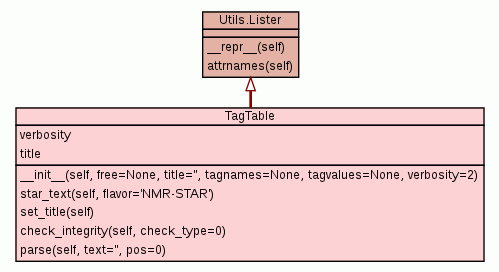 Utils.Lister
__repr__(self)
attrnames(self)
TagTable
verbosity
title
__init__(self, free=None, title='', tagnames=None, tagvalues=None, verbosity=2)
star_text(self, flavor='NMR-STAR')
set_title(self)
check_integrity(self, check_type=0)
parse(self, text='', pos=0)